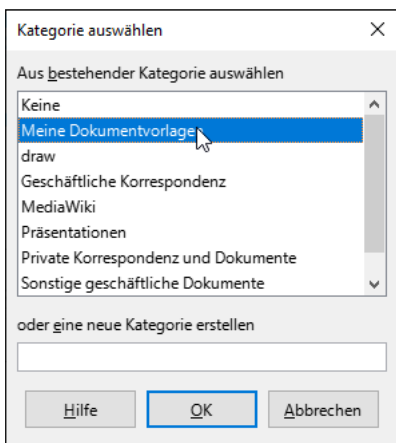 Kategorie auswählen
Aus bestehender Kategorie auswählen
Keine
Meine Dokumentvorlagen
draw
Geschäftliche Korrespondenz
MediaWiki
Präsentationen
Private Korrespondenz und Dokumente
Sonstige geschäftliche Dokumente
oder eine neue Kategorie erstellen
Hilfe OK Abbrechen